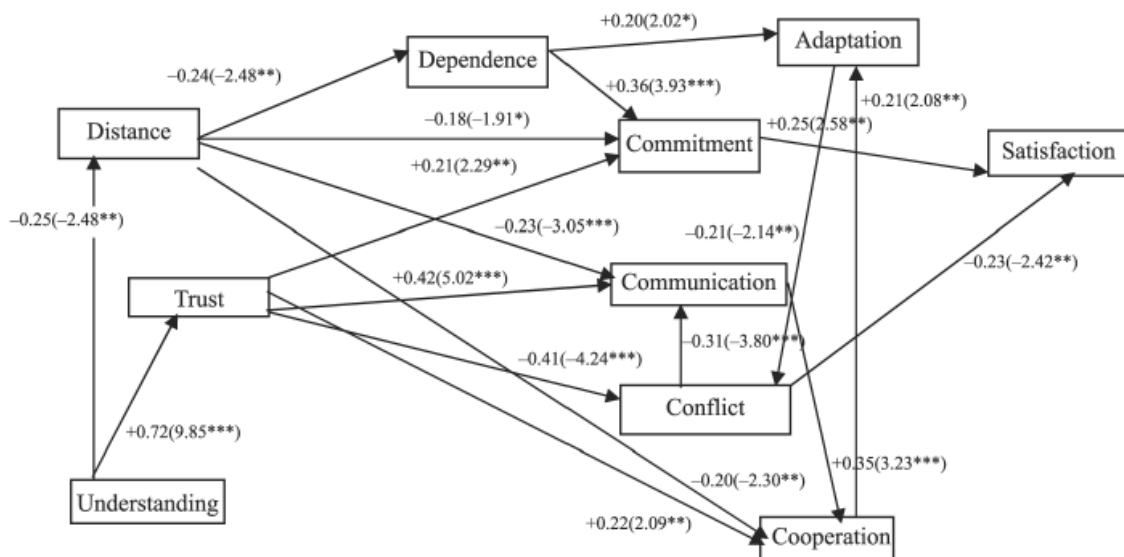 +0.20(2.02*)
Adaptation
Dependence
–0.24(–2.48**)
+0.36(3.93***)
+0.21(2.08**)
Distance
–0.18(–1.91*)
Commitment
+0.25(2.58**)
Satisfaction
+0.21(2.29**)
–0.25(–2.48**)
–0.23(–3.05***)
–0.21(–2.14**)
–0.23(–2.42**)
Trust
+0.42(5.02***)
Communication
–0.31(–3.80***)
–0.41(–4.24***)
Conflict
+0.72(9.85***)
+0.35(3.23***)
–0.20(–2.30**)
Understanding
+0.22(2.09**)
Cooperation